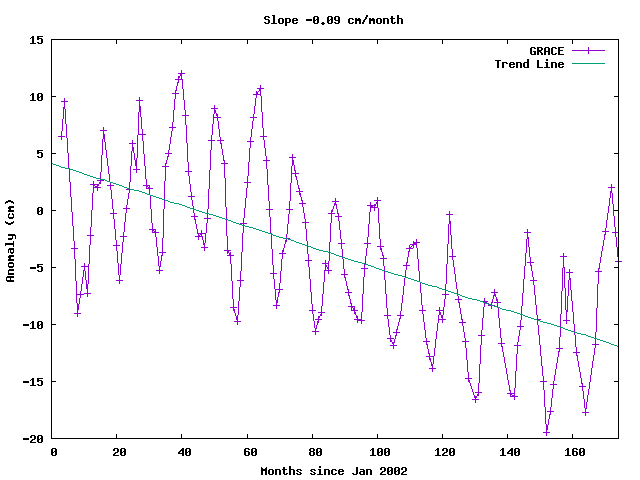 Slope -0.09 cm/month
GRACE
Trend Line
15
10
5
0
-5
-10
-15
-20
Anomaly (cm)
0 20 40 60 80 100 120 140 160
Months since Jan 2002